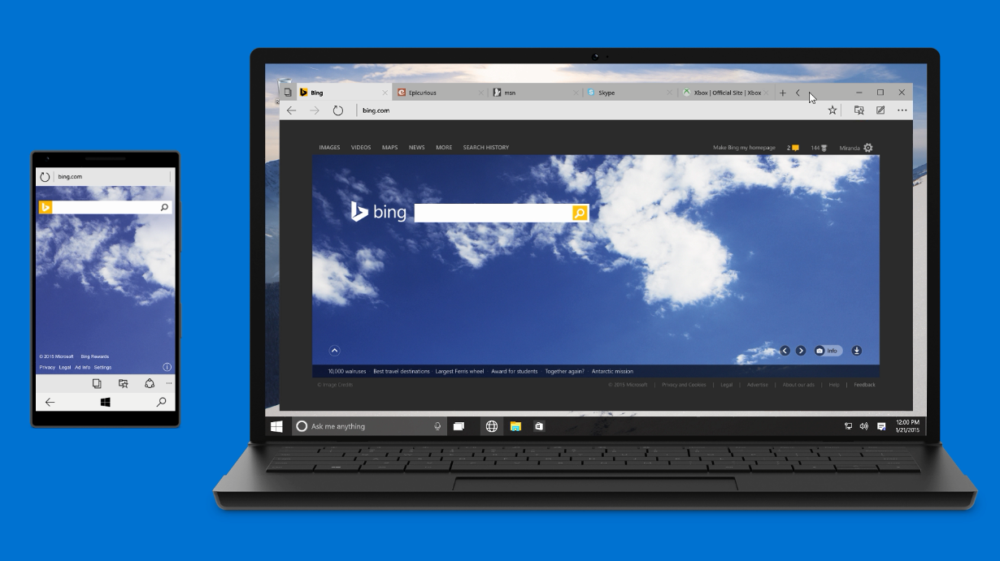 bing.com
© 2015 Microsoft Bing Rewards
Privacy Legal Ad info Settings
Bing Epicurious msn Skype Xbox | Official Site | Xbox
bing.com
IMAGES VIDEOS MAPS NEWS MORE SEARCH HISTORY Make Bing my homepage 2 144 Miranda
bing
Info
10,000 walruses Best travel destinations Largest Ferris wheel Award for students Together again? Antarctic mission
© Image Credits © 2015 Microsoft | Privacy and Cookies | Legal | Advertise | About our ads | Help | Feedback
Ask me anything 12:00 PM
1/21/2015